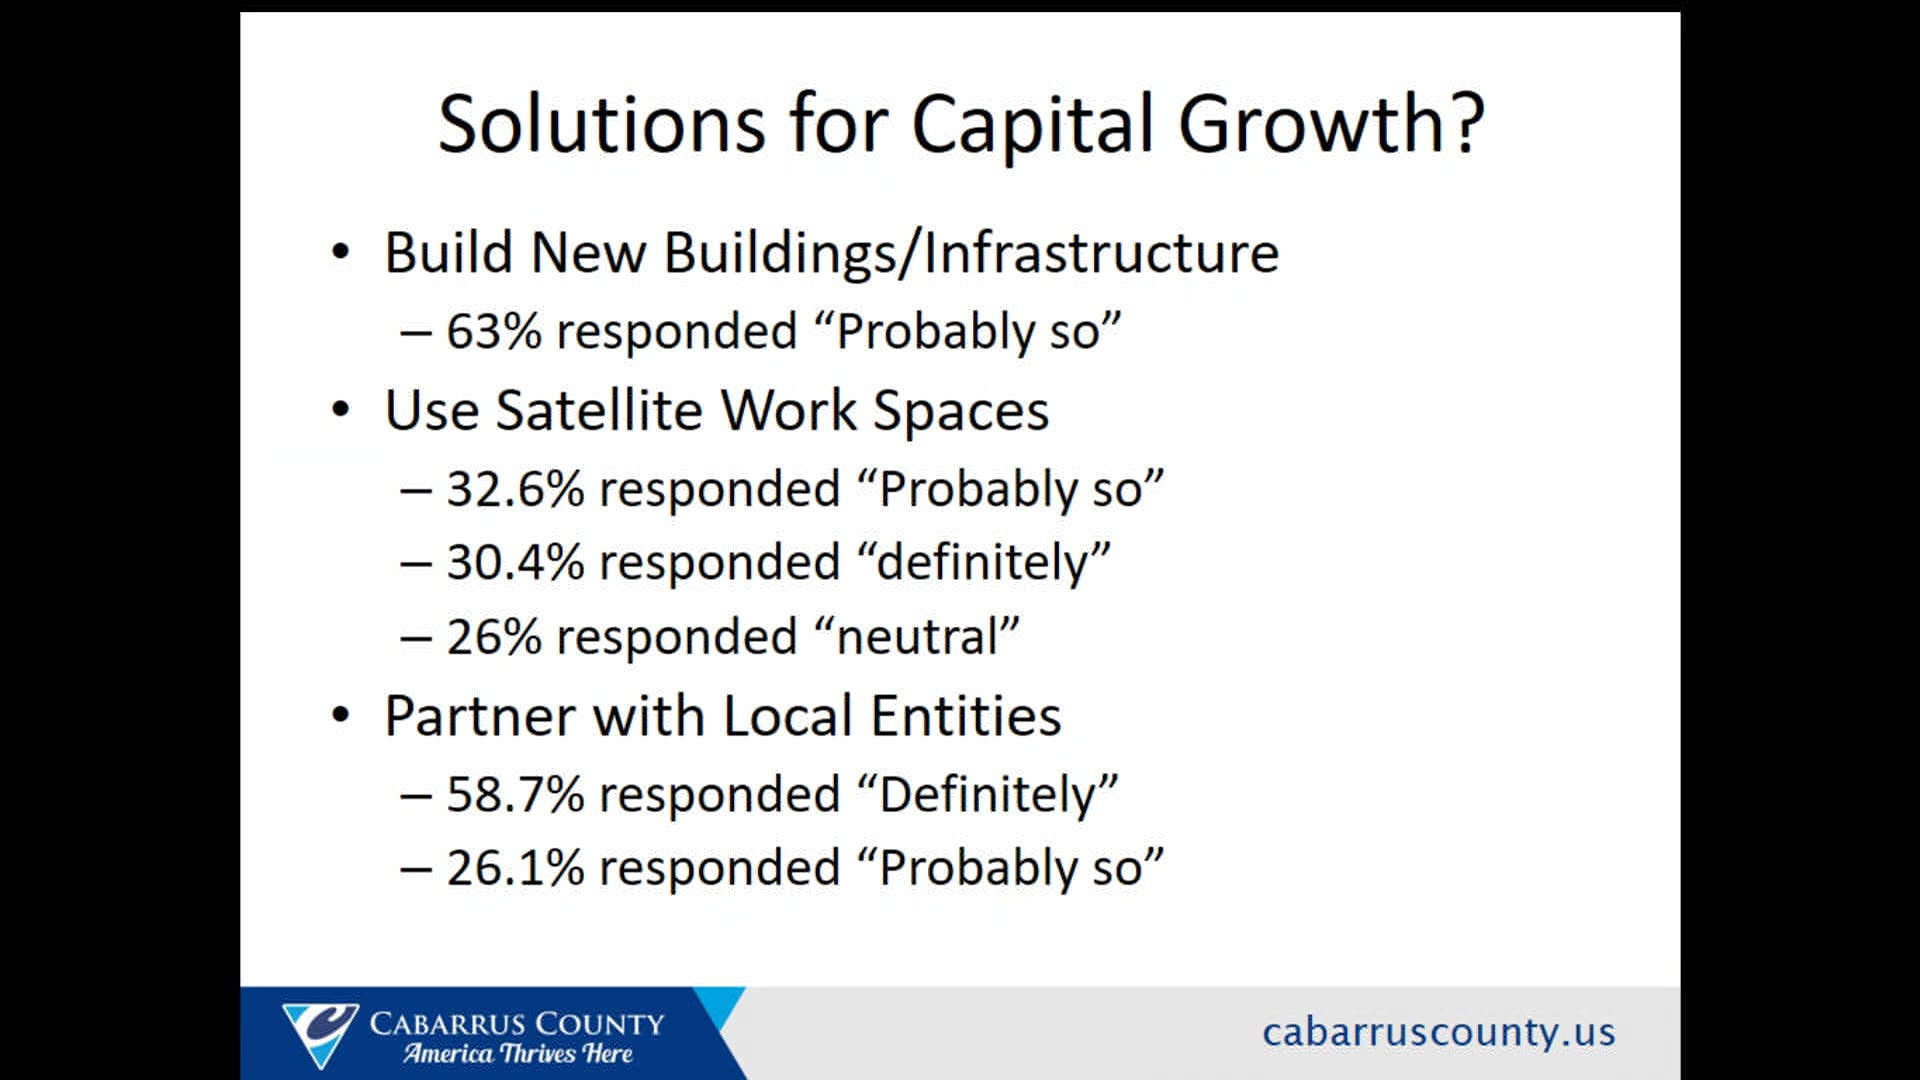 Solutions for Capital Growth?
• Build New Buildings/Infrastructure
– 63% responded “Probably so”
• Use Satellite Work Spaces
– 32.6% responded “Probably so”
– 30.4% responded “definitely”
– 26% responded “neutral”
• Partner with Local Entities
– 58.7% responded “Definitely”
– 26.1% responded “Probably so”
CABARRUS COUNTY
America Thrives Here
cabarruscounty.us